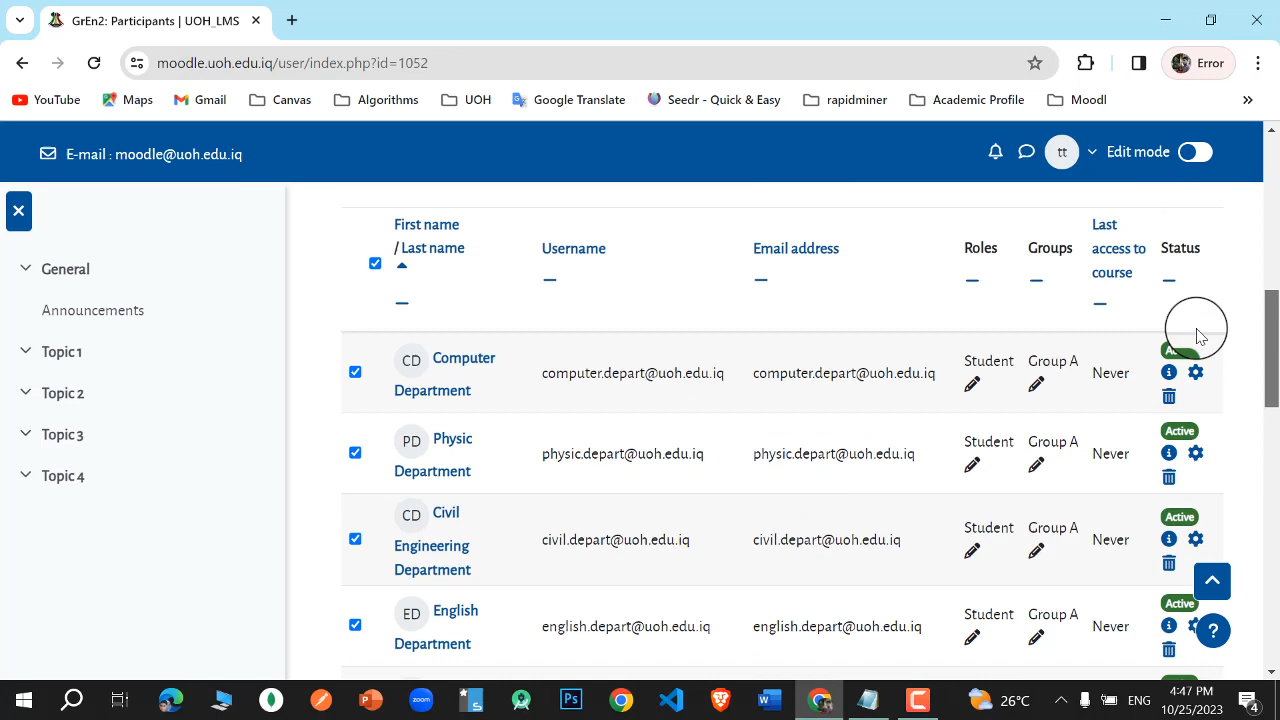 GrEn2: Participants | UOH_LMS
moodle.uoh.edu.iq/user/index.php?id=1052
Error
YouTube
Maps
Gmail
Canvas
Algorithms
UOH
Google Translate
Seedr - Quick & Easy
rapidminer
Academic Profile
Moodl
E-mail : moodle@uoh.edu.iq
tt
Edit mode
General
Announcements
Topic 1
Topic 2
Topic 3
Topic 4
First name
/ Last name
Username
Email address
Roles
Groups
Last
access to
course
Status
CD Computer
Department
computer.depart@uoh.edu.iq
computer.depart@uoh.edu.iq
Student
Group A
Never
PD Physic
Department
physic.depart@uoh.edu.iq
physic.depart@uoh.edu.iq
Student
Group A
Never
Active
CD Civil
Engineering
Department
civil.depart@uoh.edu.iq
civil.depart@uoh.edu.iq
Student
Group A
Never
Active
ED English
Department
english.depart@uoh.edu.iq
english.depart@uoh.edu.iq
Student
Group A
Never
Active
?
zoom
Ps
26°C
ENG
4:47 PM
10/25/2023
4